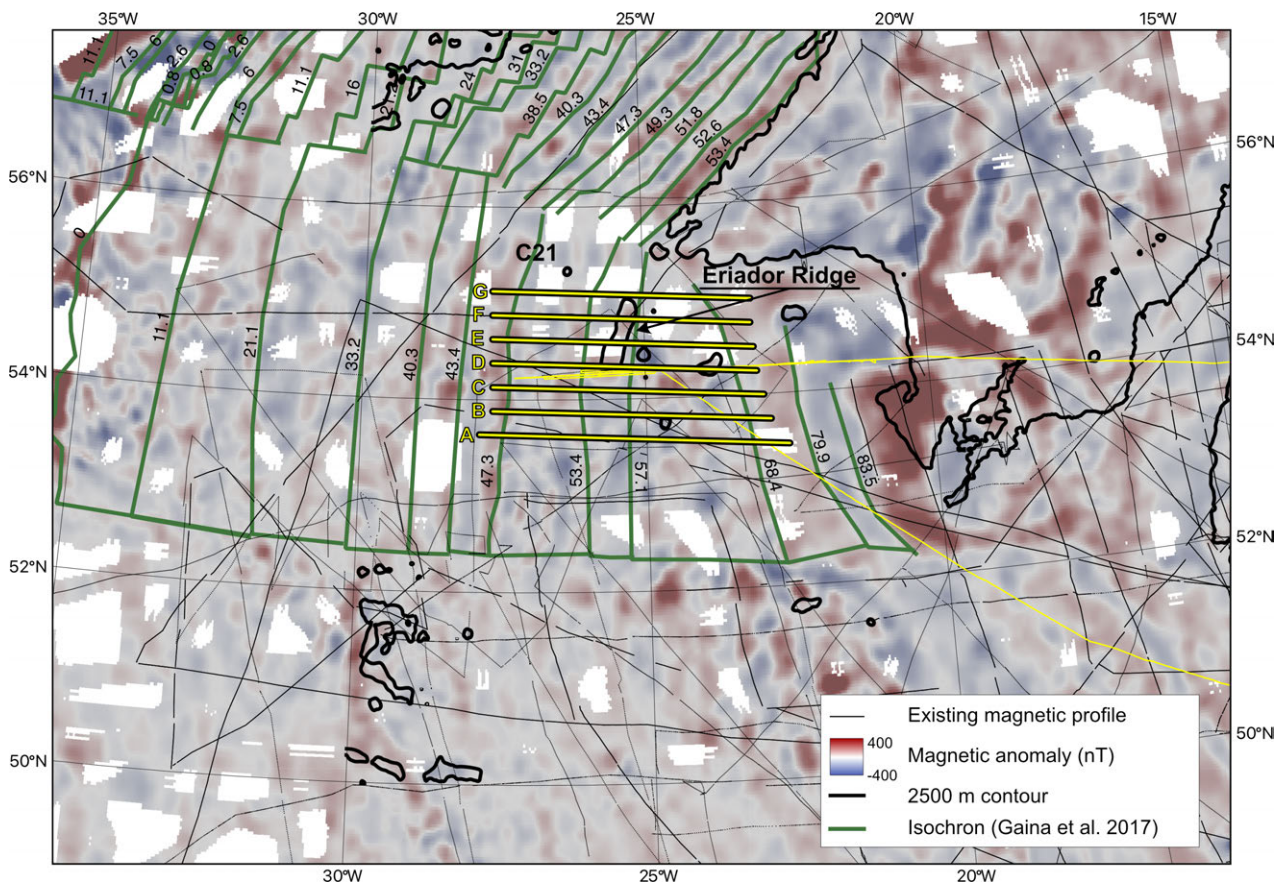 35°W 30°W 25°W 20°W 15°W
11.1 7.5 6 2.6 0 2.6
0.8 0.8 6
11.1 7.5 11.1 16 21.2 24 31 33.2
38.5 40.3 43.4 47.3 49.3 51.8 52.6 53.4
56°W 56°W
0
C21
Eriador Ridge
G
F
E
54°W
D
54°W
C
B
A
11.1 21.1 33.2 40.3 43.4 47.3 53.4 57.1 68.4 79.9 83.5
52°W 52°W
50°W 50°W
Existing magnetic profile
400
-400
Magnetic anomaly (nT)
2500 m contour
Isochron (Gaina et al. 2017)
30°W 25°W 20°W